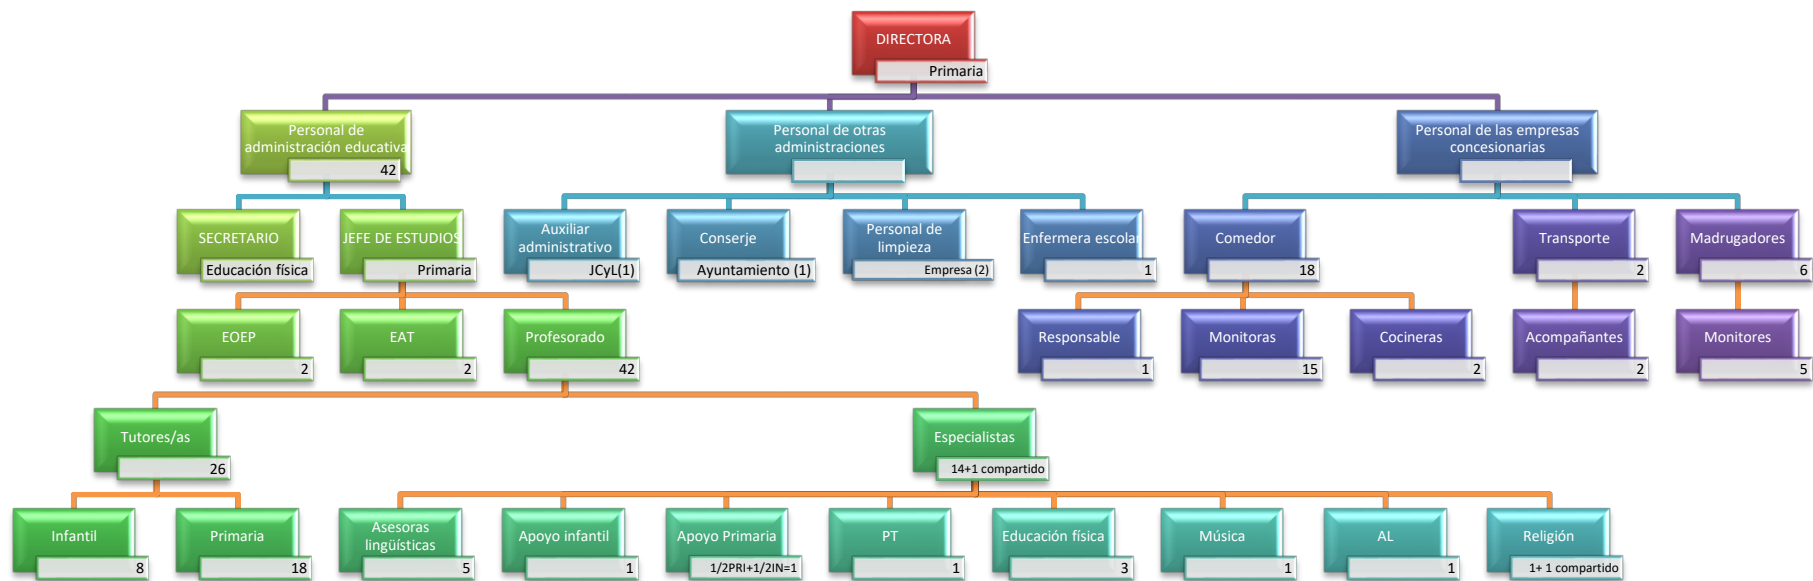 DIRECTORA
Primaria
Personal de
administración educativa
42
Personal de otras
administraciones
Personal de las empresas
concesionarias
SECRETARIO
Educación física
JEFE DE ESTUDIOS
Primaria
Auxiliar
administrativo
JCyL(1)
Conserje
Ayuntamiento (1)
Personal de
limpieza
Empresa (2)
Enfermera escolar
1
Comedor
18
Transporte
2
Madrugadores
6
EOEP
2
EAT
2
Profesorado
42
Responsable
1
Monitoras
15
Cocineras
2
Acompañantes
2
Monitores
5
Tutores/as
26
Especialistas
14+1 compartido
Infantil
8
Primaria
18
Asesoras
lingüísticas
5
Apoyo infantil
1
Apoyo Primaria
1/2PRI+1/2IN=1
PT
1
Educación física
3
Música
1
AL
1
Religión
1+ 1 compartido